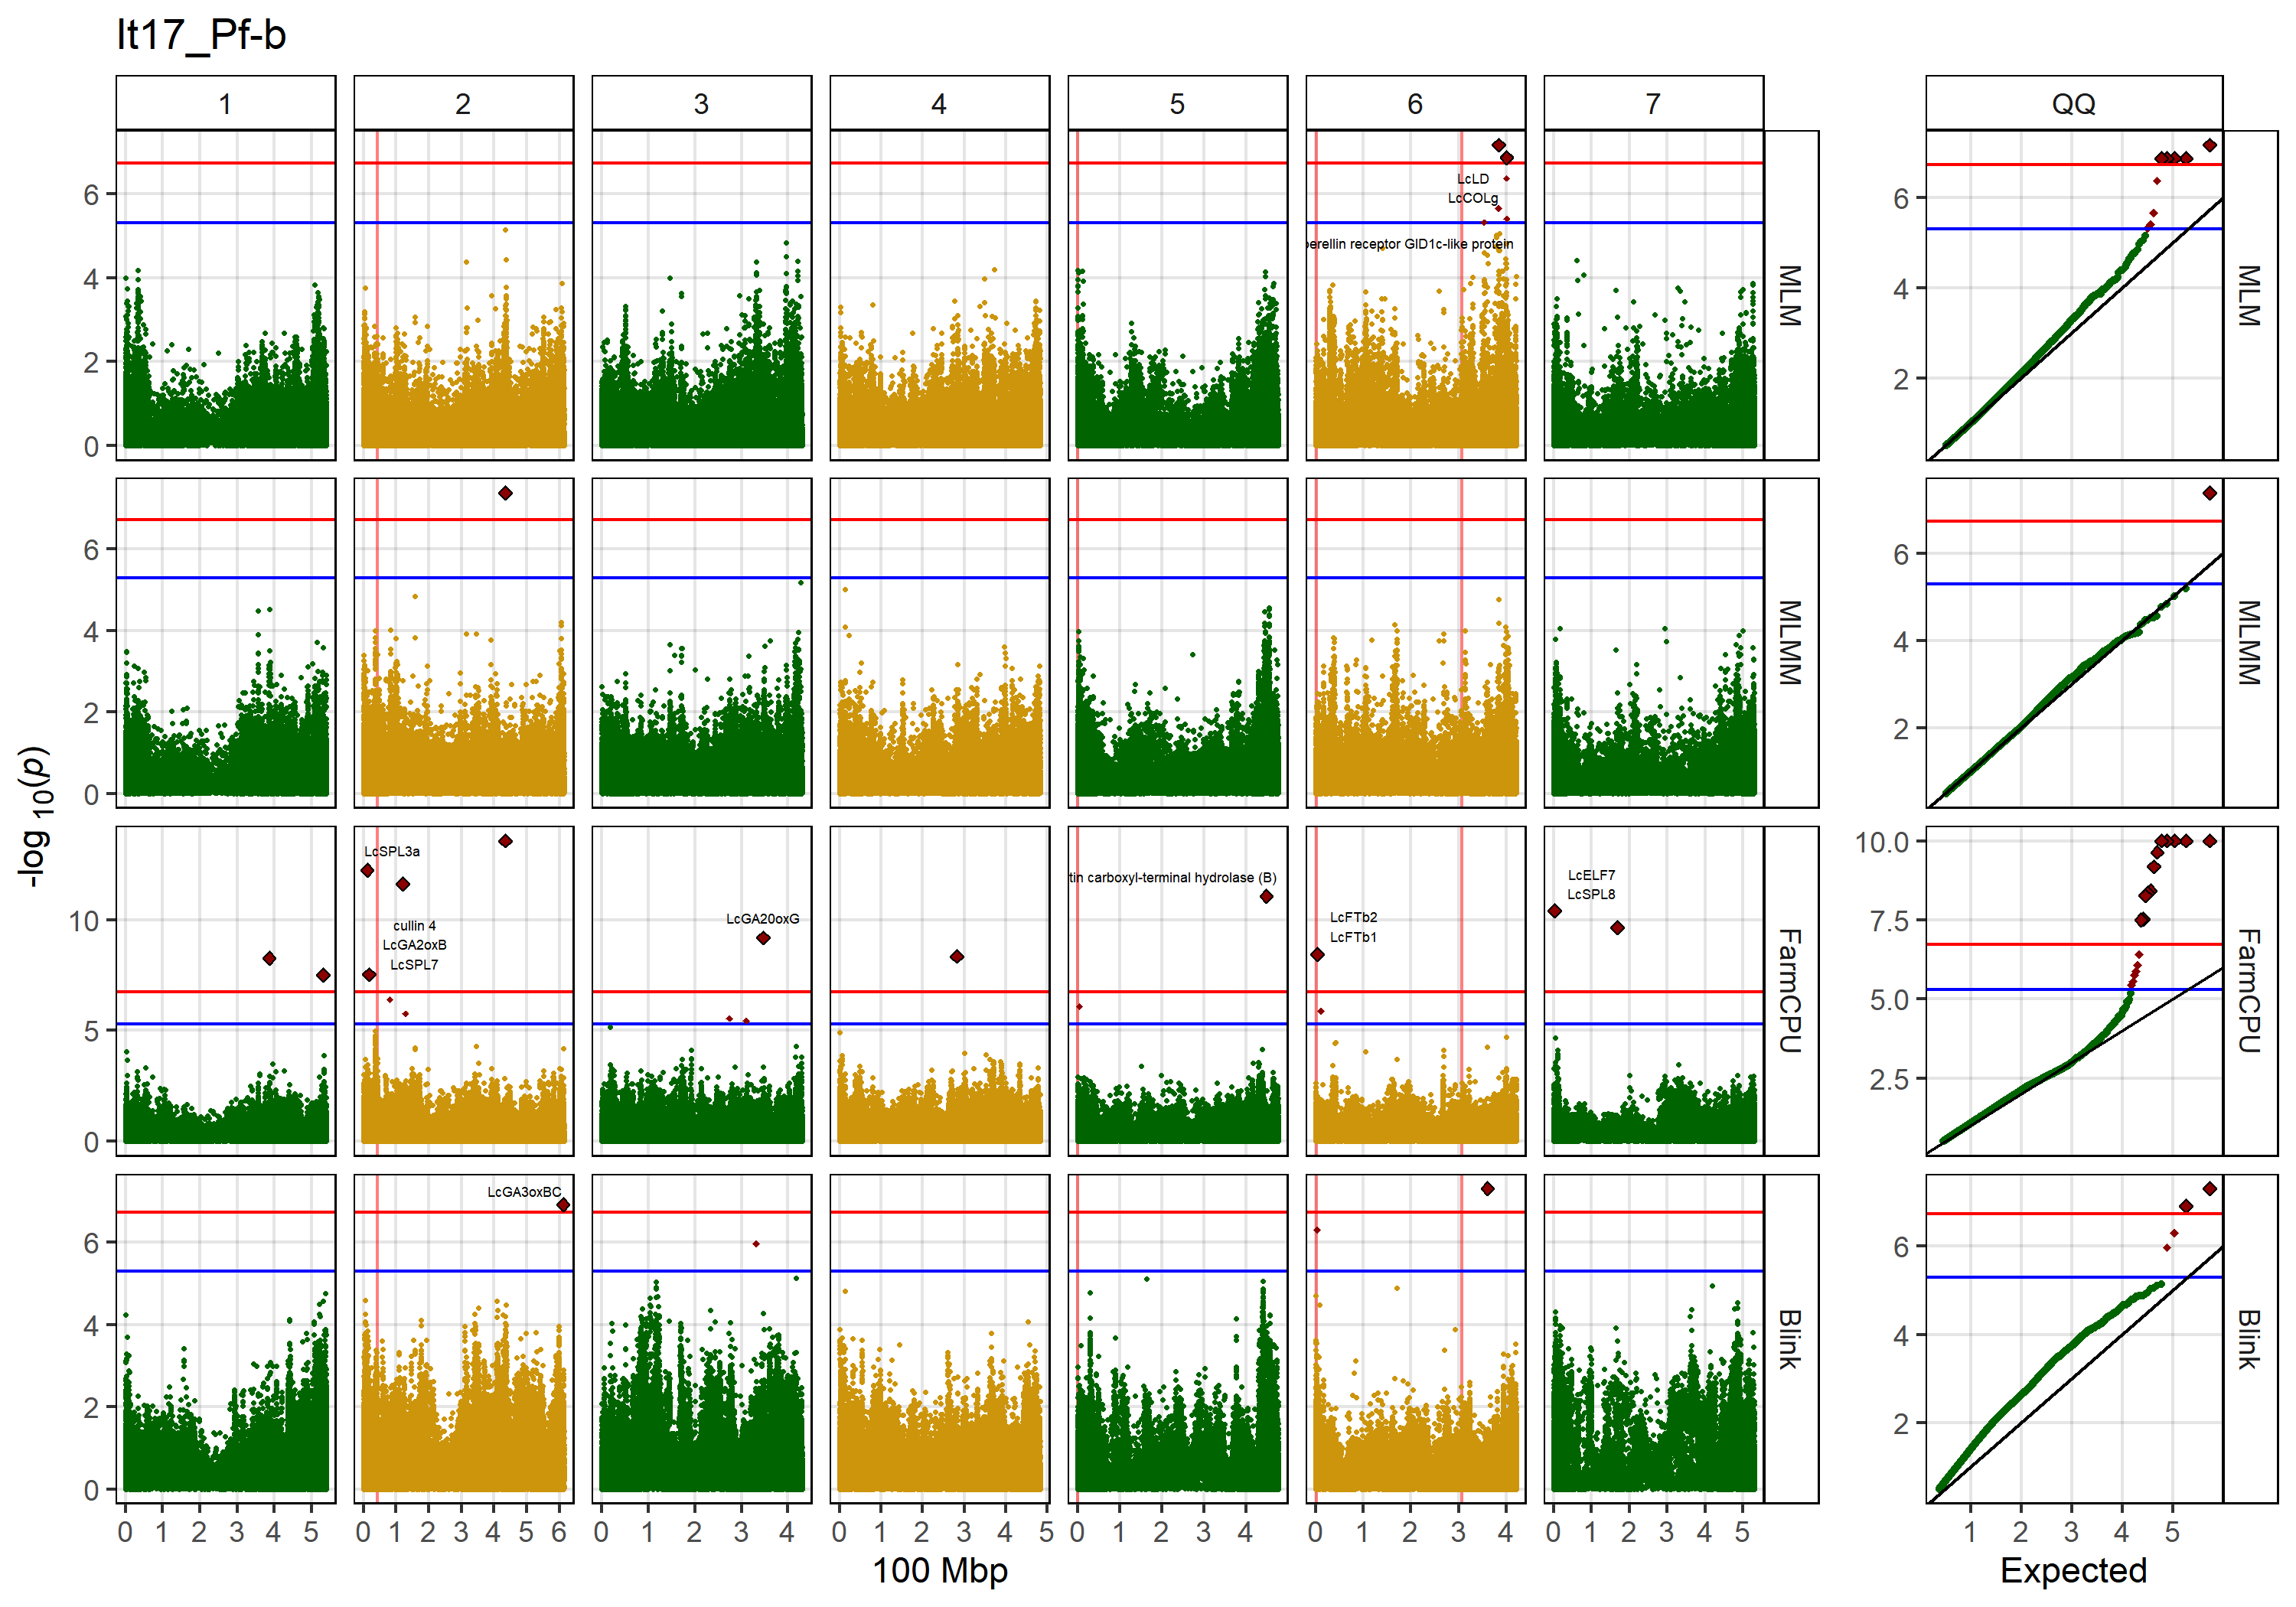 It17_Pf-b
1 2 3 4 5 6 7 QQ
6
4
2
0
LcLD
LcCOLg
perellin receptor GID1c-like protein
MLM
6
4
2
MLM
6
4
2
0
MLMM
6
4
2
MLMM
-log 10(p)
10
5
0
LcSPL3a
cullin 4
LcGA2oxB
LcSPL7
LcGA20oxG
tin carboxyl-terminal hydrolase (B)
LcFTb2
LcFTb1
LcELF7
LcSPL8
FarmCPU
10.0
7.5
5.0
2.5
FarmCPU
6
4
2
0
LcGA3oxBC
Blink
6
4
2
Blink
0 1 2 3 4 5 0 1 2 3 4 5 6 0 1 2 3 4 0 1 2 3 4 5 0 1 2 3 4 0 1 2 3 4 0 1 2 3 4 5 1 2 3 4 5
100 Mbp
Expected